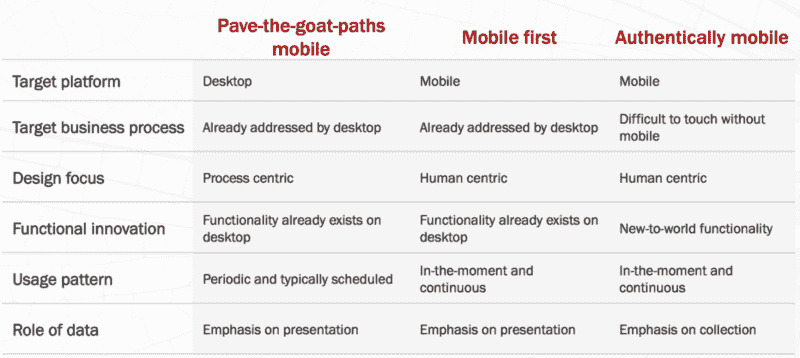 Pave-the-goat-paths
mobile
Mobile first
Authentically mobile
Target platform
Desktop
Mobile
Mobile
Target business process
Already addressed by desktop
Already addressed by desktop
Difficult to touch without
mobile
Design focus
Process centric
Human centric
Human centric
Functional innovation
Functionality already exists on
desktop
Functionality already exists on
desktop
New-to-world functionality
Usage pattern
Periodic and typically scheduled
In-the-moment and
continuous
In-the-moment and
continuous
Role of data
Emphasis on presentation
Emphasis on presentation
Emphasis on collection